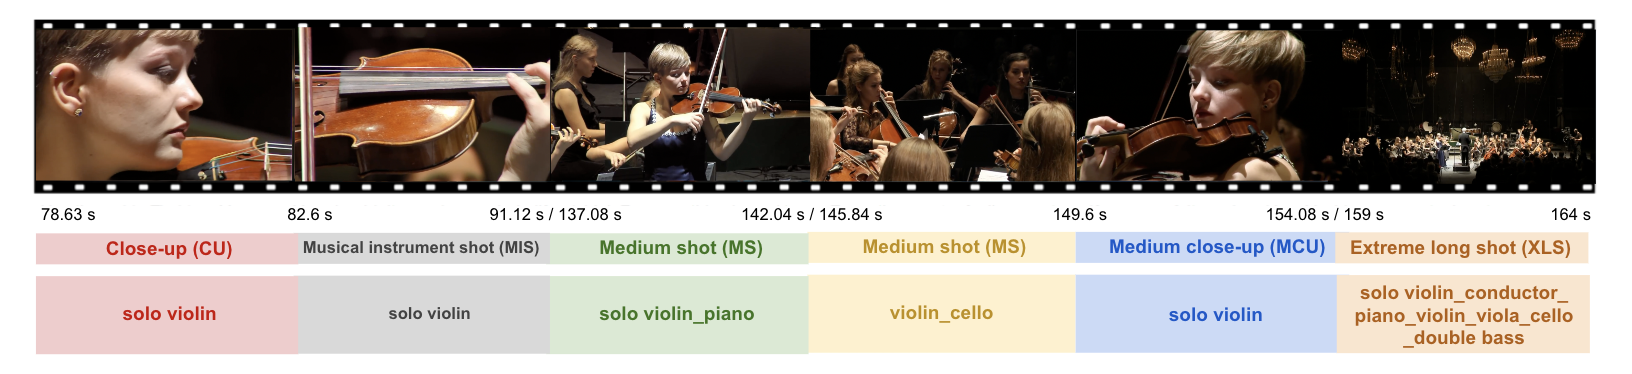 78.63 s 82.6 s 91.12 s / 137.08 s 142.04 s / 145.84 s 149.6 s 154.08 s / 159 s 164 s
Close-up (CU) Musical instrument shot (MIS) Medium shot (MS) Medium shot (MS) Medium close-up (MCU) Extreme long shot (XLS)
solo violin
solo violin
solo violin_piano
violin_cello
solo violin
solo violin_conductor_
piano_violin_viola_cello
_double bass